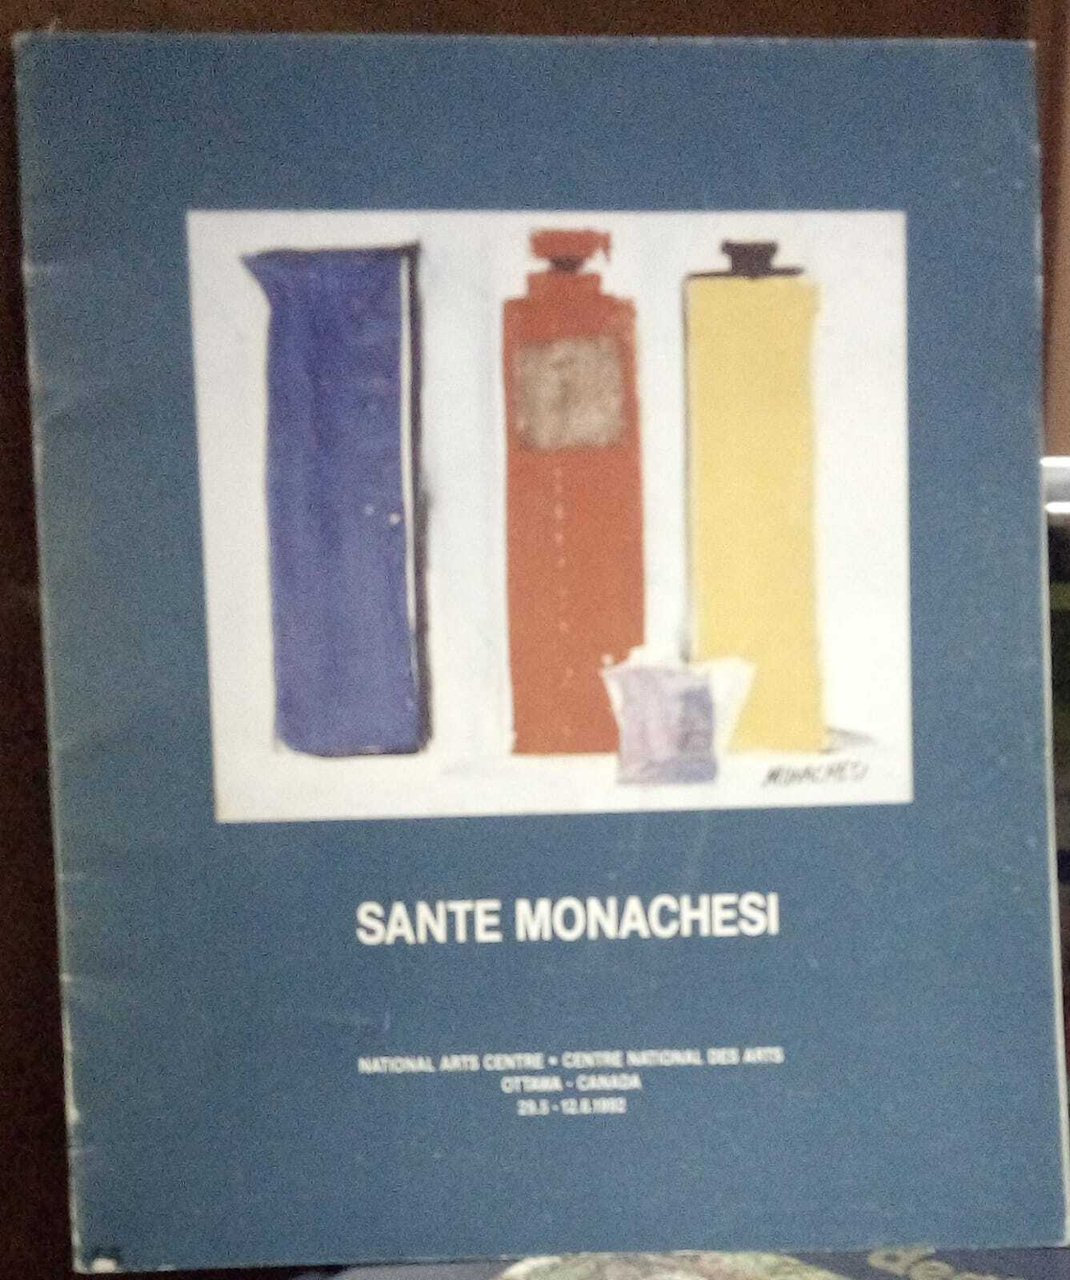 MONACHESI
SANTE MONACHESI
NATIONAL ARTS CENTRE • CENTRE NATIONAL DES ARTS
OTTAWA - CANADA